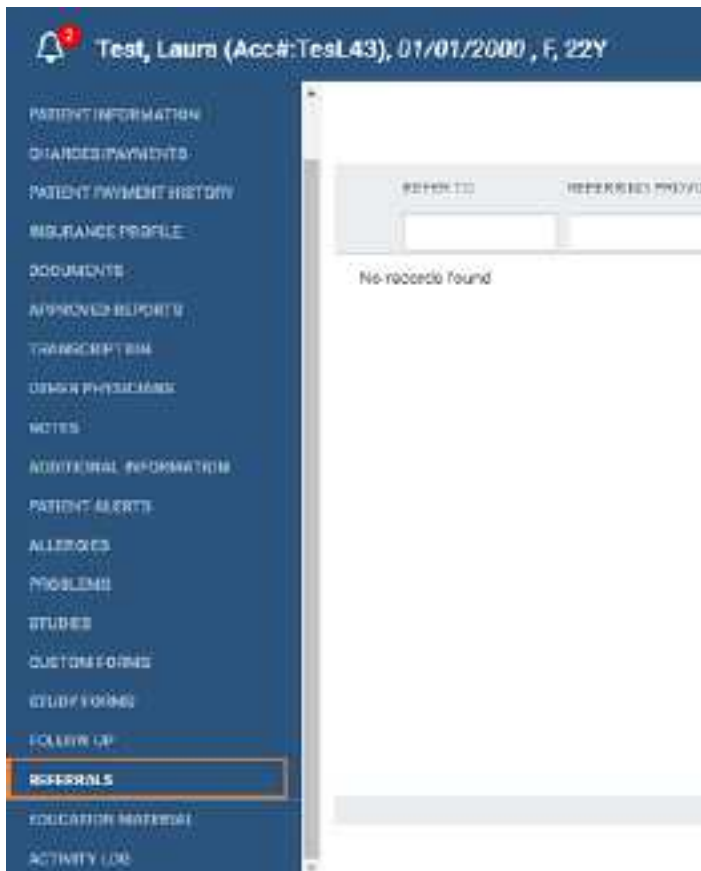 2
Test, Laura (Acc#:TesL43), 01/01/2000 , F, 22Y
PATIENT INFORMATION
CHARGES/PAYMENTS
PATIENT PAYMENT HISTORY
INSURANCE PROFILE
DOCUMENTS
APPROVED REPORTS
TRANSCRIPTION
OTHER PHYSICIANS
NOTES
ADDITIONAL INFORMATION
PATIENT ALERTS
ALLERGIES
PROBLEMS
STUDIES
CUSTOM FORMS
STUDY FORMS
FOLLOW UP
REFERRALS
EDUCATION MATERIAL
ACTIVITY LOG
REFER TO
REFERRING PROVI
No records found